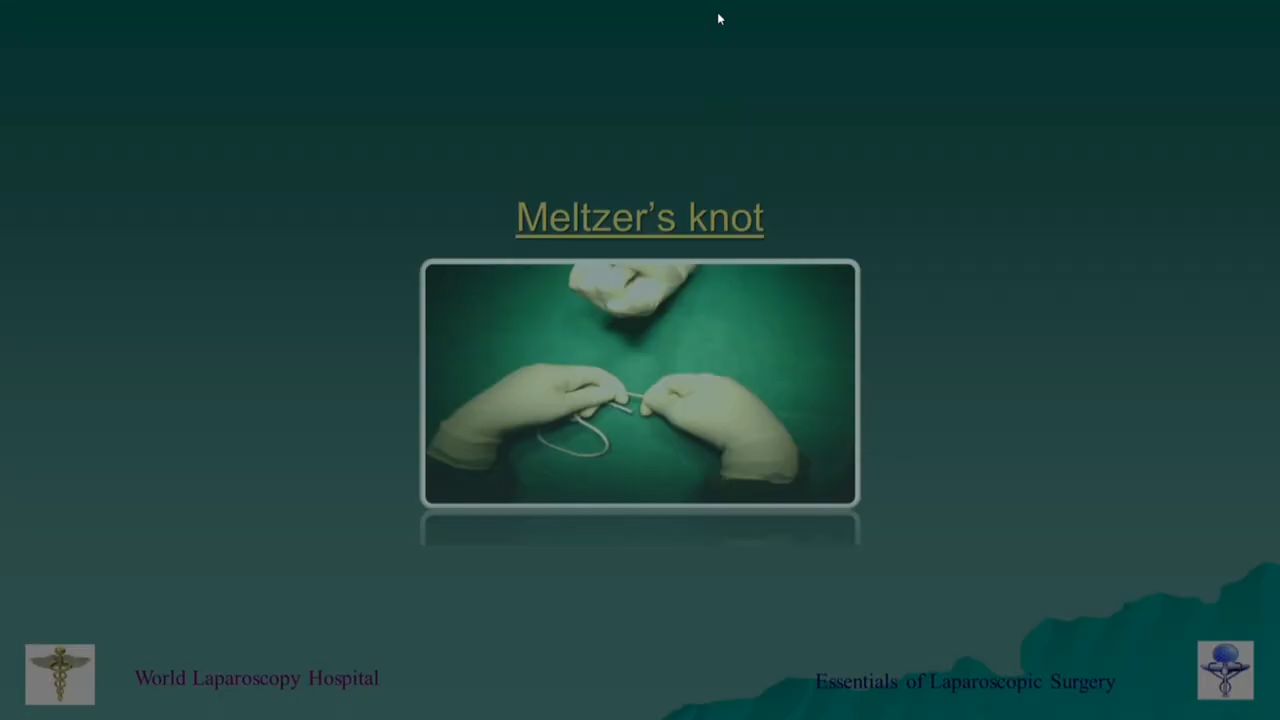 Meltzer’s knot
World Laparoscopy Hospital
Essentials of Laparoscopic Surgery